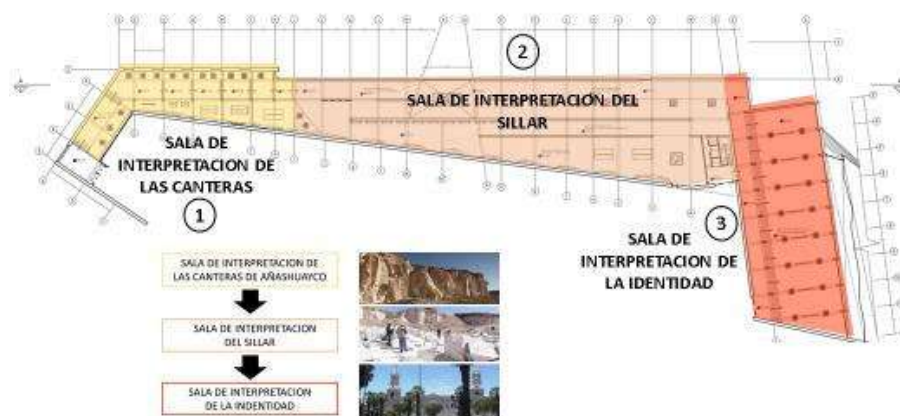 2
SALA DE INTERPRETACION DEL
SILLAR
SALA DE
INTERPRETACION DE
LAS CANTERAS
1
3
SALA DE
INTERPRETACION DE
LA IDENTIDAD
SALA DE INTERPRETACION DE
LAS CANTERAS DE AÑASHUAYCO
SALA DE INTERPRETACION
DEL SILLAR
SALA DE INTERPRETACION
DE LA INDENTIDAD